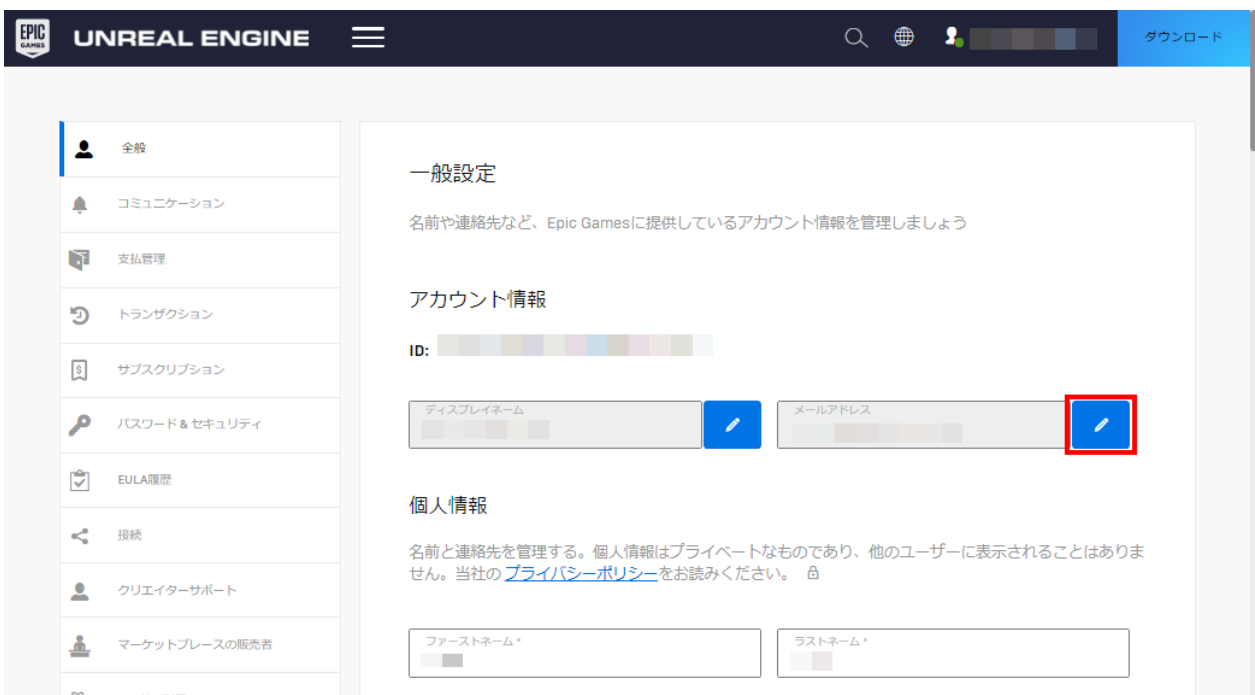 EPIC GAMES
UNREAL ENGINE
ダウンロード
全般
コミュニケーション
支払管理
トランザクション
サブスクリプション
パスワード & セキュリティ
EULA履歴
接続
クリエイターサポート
マーケットプレースの販売者
一般設定
名前や連絡先など、Epic Gamesに提供しているアカウント情報を管理しましょう
アカウント情報
ID:
ディスプレイネーム
メールアドレス
個人情報
名前と連絡先を管理する。個人情報はプライベートなものであり、他のユーザーに表示されることはありま
せん。当社のプライバシーポリシーをお読みください。
ファーストネーム *
ラストネーム *